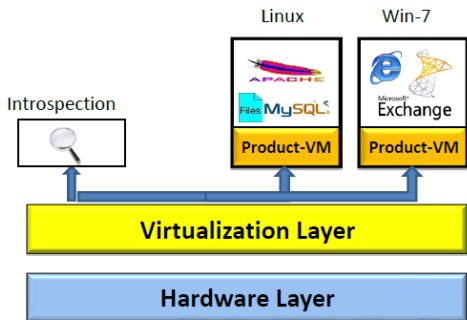 Linux
Win-7
APACHE
Files MySQL
Microsoft
Exchange
Introspection
Product-VM
Product-VM
Virtualization Layer
Hardware Layer